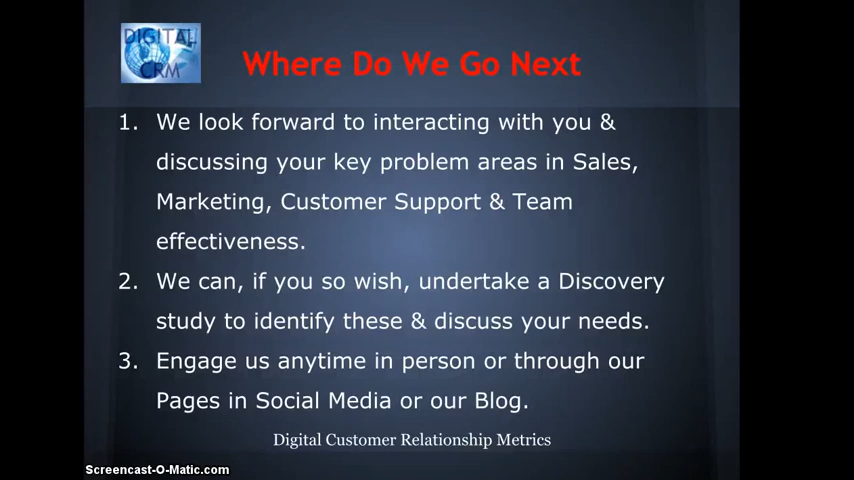 DIGITAL
CRM
Where Do We Go Next
1. We look forward to interacting with you &
discussing your key problem areas in Sales,
Marketing, Customer Support & Team
effectiveness.
2. We can, if you so wish, undertake a Discovery
study to identify these & discuss your needs.
3. Engage us anytime in person or through our
Pages in Social Media or our Blog.
Digital Customer Relationship Metrics
Screencast-O-Matic.com